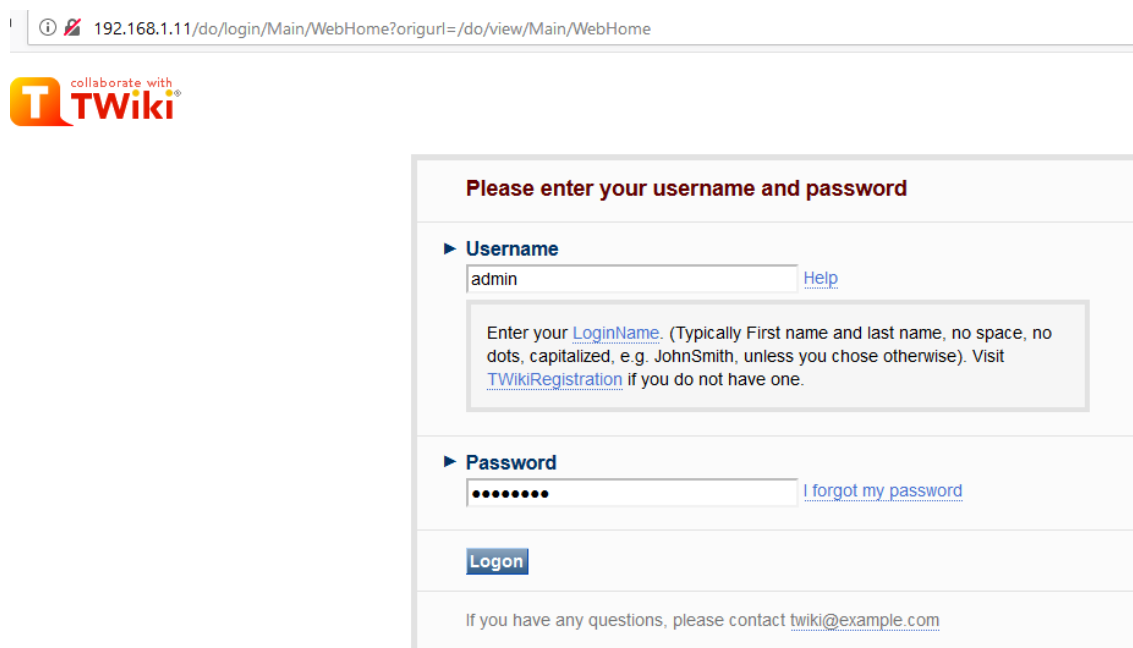 192.168.1.11/do/login/Main/WebHome?origurl=/do/view/Main/WebHome
collaborate with
T TWiki®
Please enter your username and password
Username
admin Help
Enter your LoginName. (Typically First name and last name, no space, no
dots, capitalized, e.g. JohnSmith, unless you chose otherwise). Visit
TWikiRegistration if you do not have one.
Password
●●●●●●●● I forgot my password
Logon
If you have any questions, please contact twiki@example.com